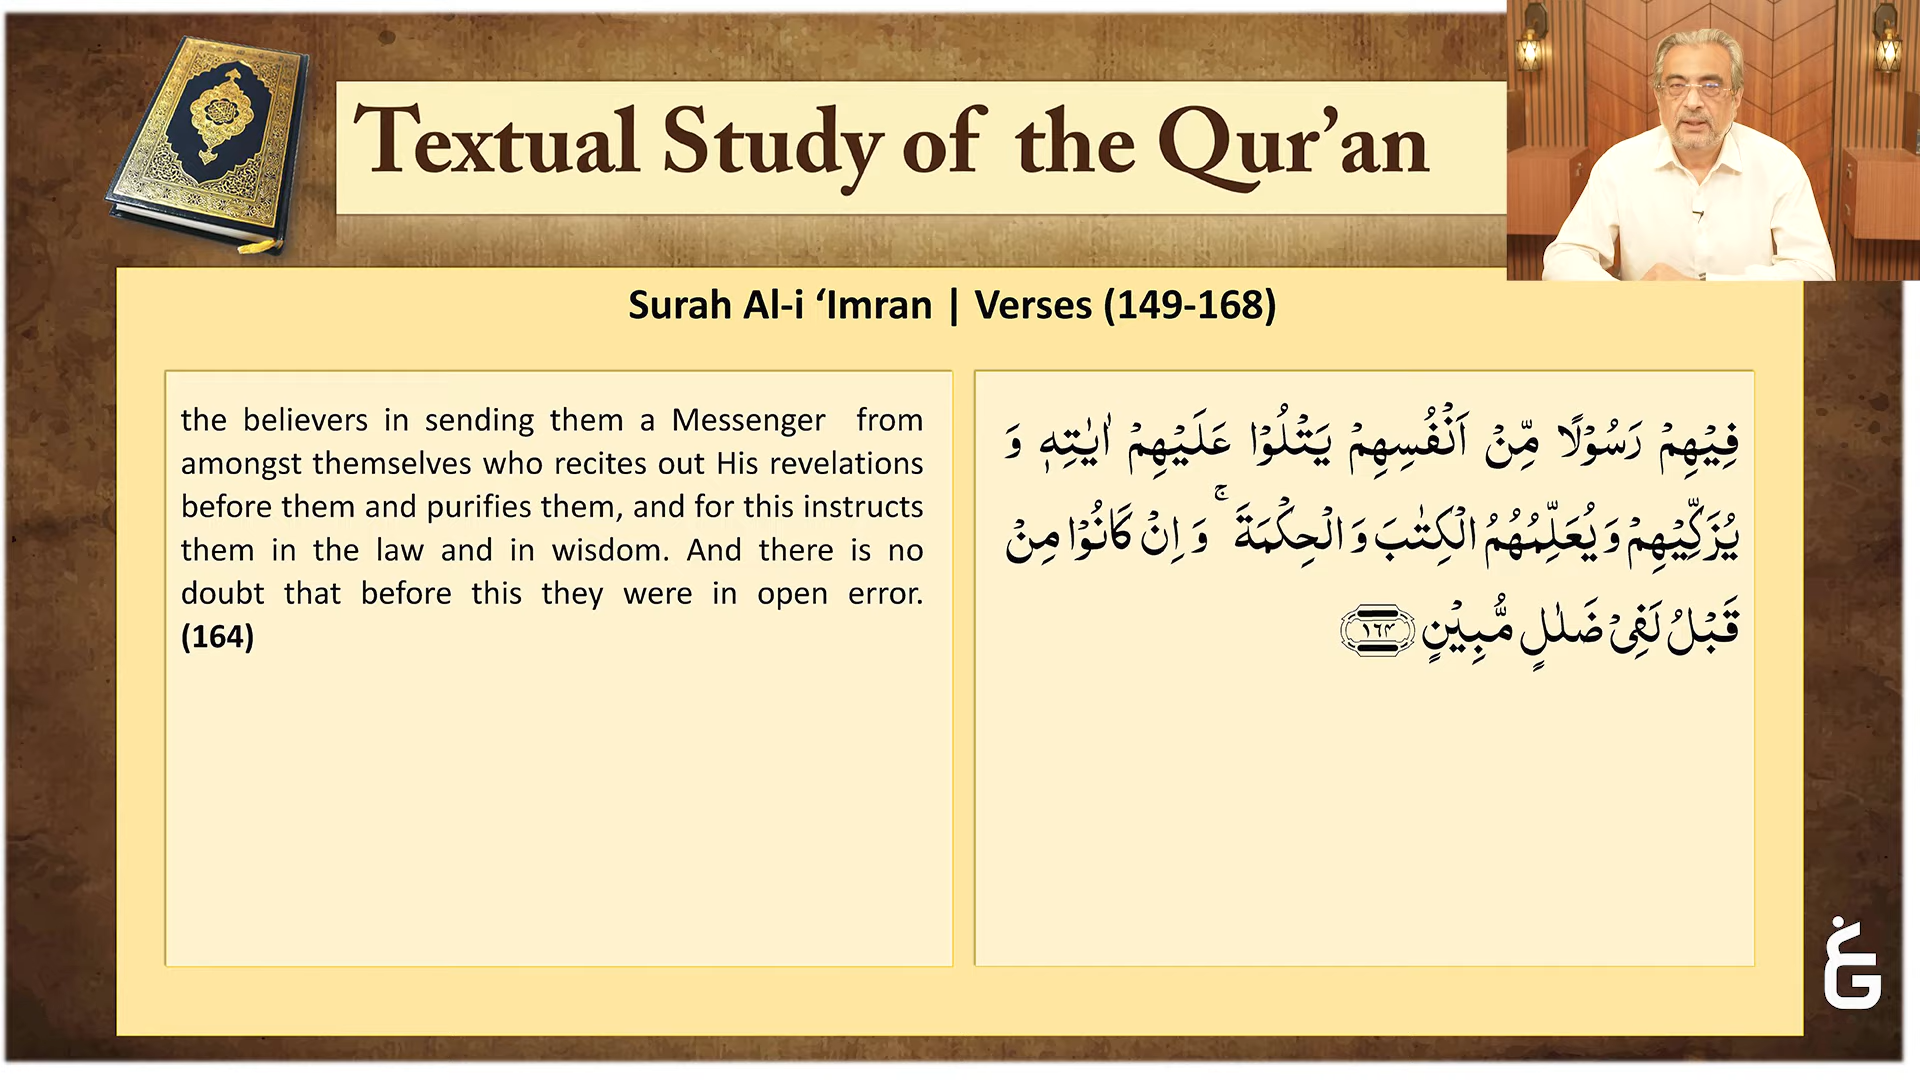 Textual Study of the Qur’an
Surah Al-i ‘Imran | Verses (149-168)
the believers in sending them a Messenger from
amongst themselves who recites out His revelations
before them and purifies them, and for this instructs
them in the law and in wisdom. And there is no
doubt that before this they were in open error.
(164)
فِيْهِمْ رَسُوْلًا مِّنْ اَنْفُسِهِمْ يَتْلُوْا عَلَيْهِمْ اٰيٰتِهٖ وَ
يُزَكِّيْهِمْ وَ يُعَلِّمُهُمُ الْكِتٰبَ وَ الْحِكْمَةَ ۚ وَ اِنْ كَانُوْا مِنْ
قَبْلُ لَفِيْ ضَلٰلٍ مُّبِيْنٍ ۱۶۴
غ
G